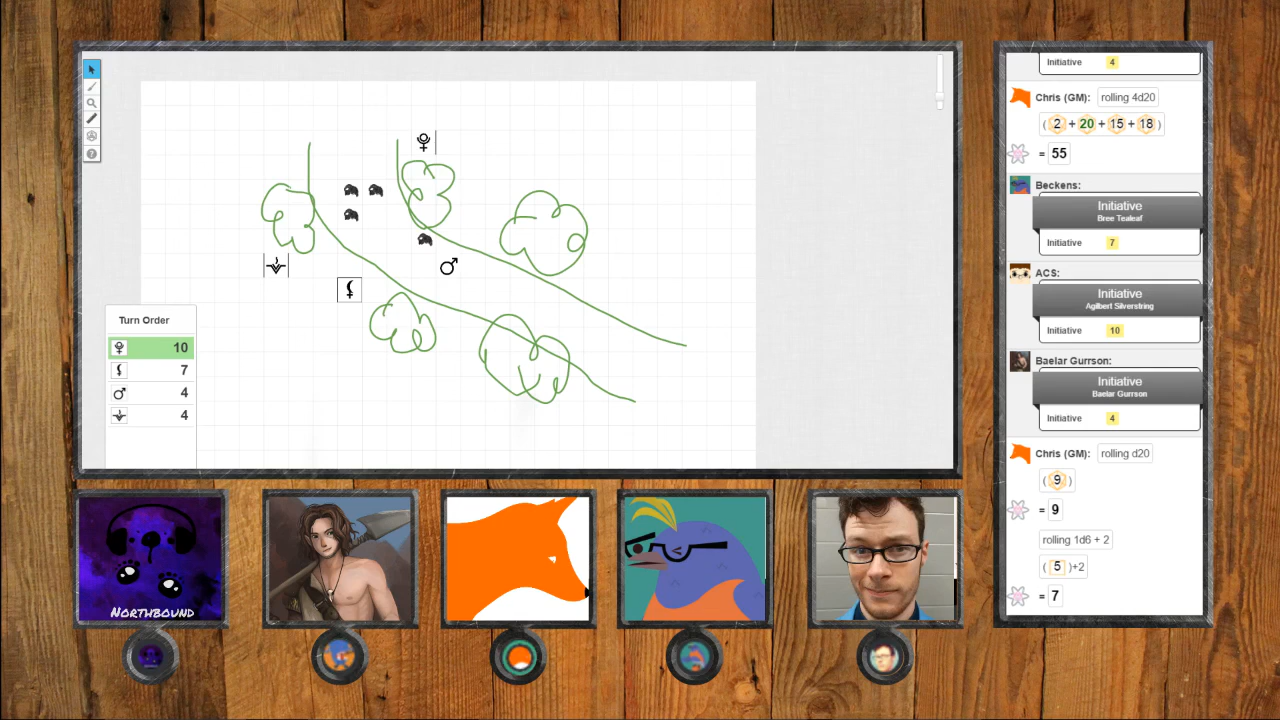 Turn Order
10
7
4
4
NORTHBOUND
Initiative 4
Chris (GM): rolling 4d20
(2+20+15+18)
= 55
Beckens:
Initiative
Bree Tealeaf
Initiative 7
ACS:
Initiative
Agilbert Silverstring
Initiative 10
Baelar Gurrson:
Initiative
Baelar Gurrson
Initiative 4
Chris (GM): rolling d20
(9)
= 9
rolling 1d6 + 2
(5)+2
= 7